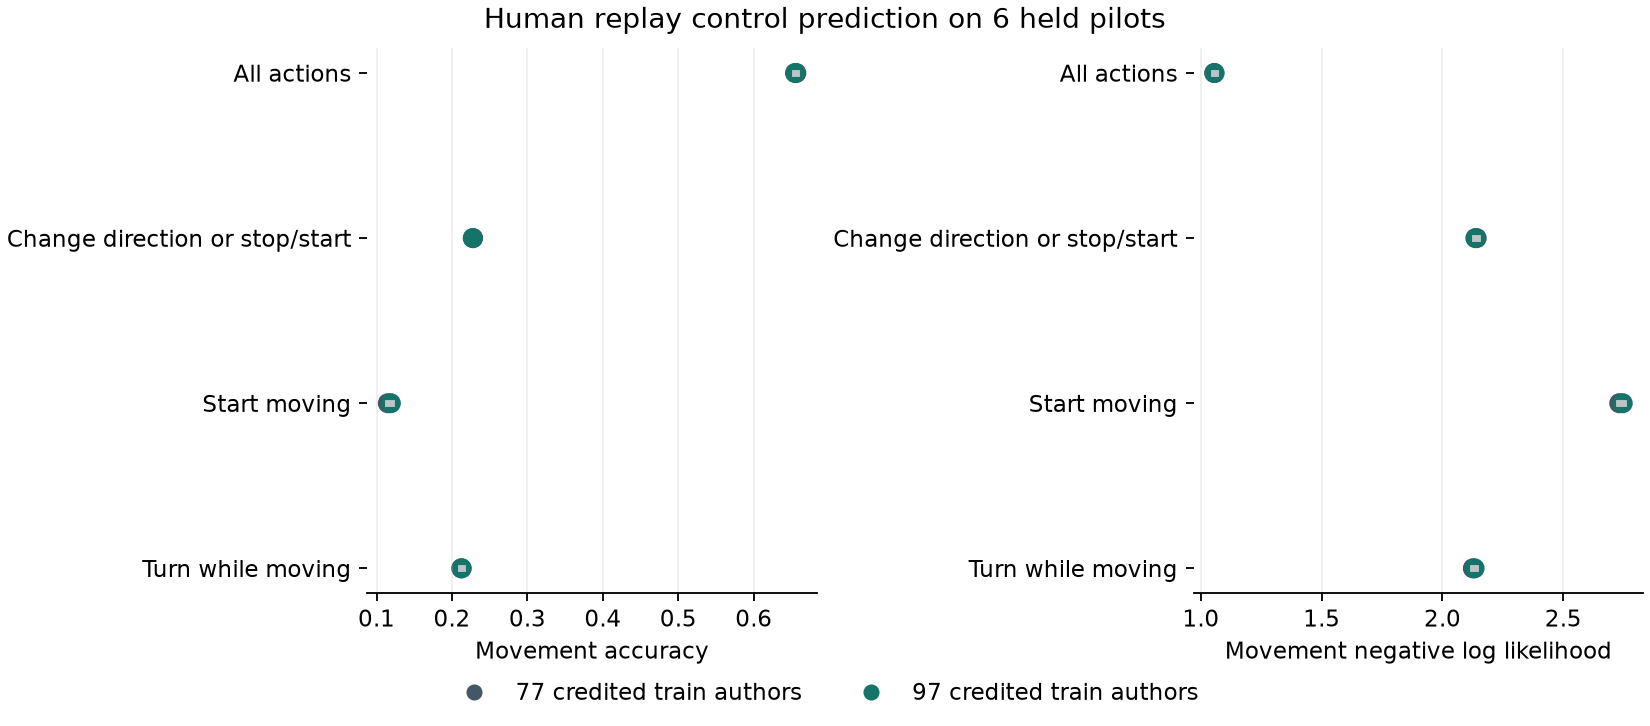 Human replay control prediction on 6 held pilots
All actions
Change direction or stop/start
Start moving
Turn while moving
0.1 0.2 0.3 0.4 0.5 0.6
Movement accuracy
All actions
Change direction or stop/start
Start moving
Turn while moving
1.0 1.5 2.0 2.5
Movement negative log likelihood
77 credited train authors
97 credited train authors